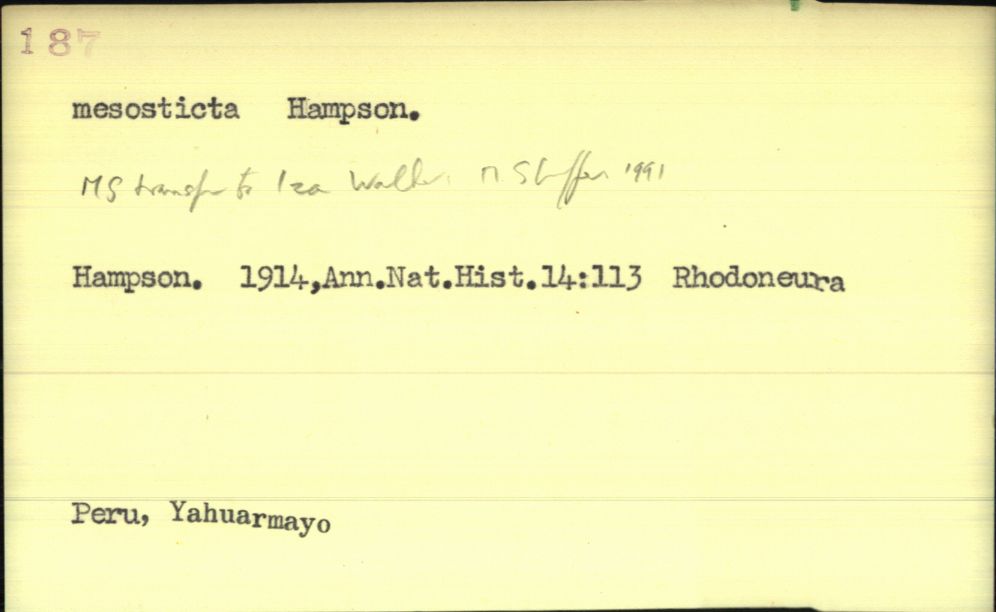 187
mesosticta Hampson.
MS transfer to Iza Walker M Shaffer 1991
Hampson. 1914,Ann.Nat.Hist.14:113 Rhodoneura
Peru, Yahuarmayo